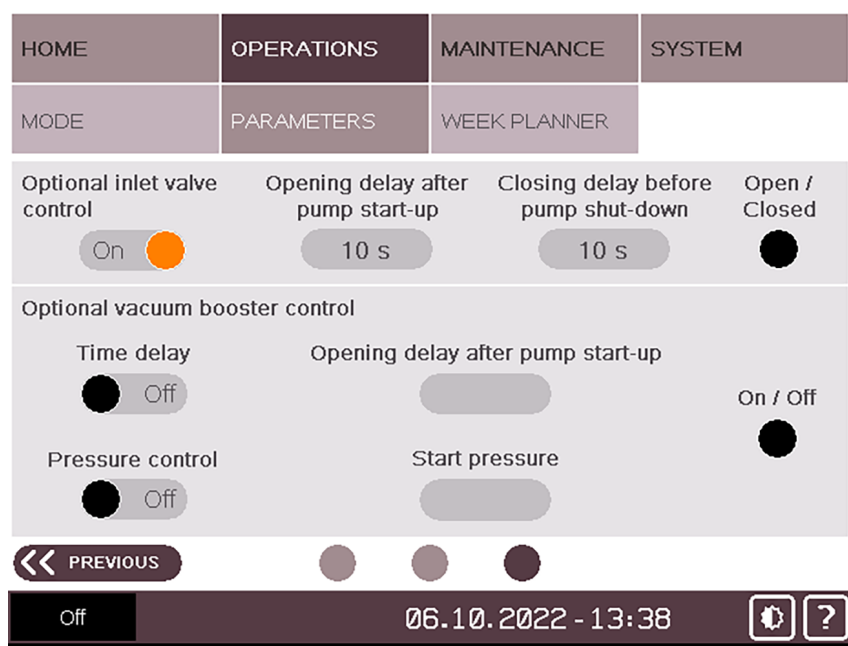 HOME OPERATIONS MAINTENANCE SYSTEM
MODE PARAMETERS WEEK PLANNER
Optional inlet valve control
Opening delay after pump start-up
Closing delay before pump shut-down
Open / Closed
On 10 s 10 s
Optional vacuum booster control
Time delay Opening delay after pump start-up
Off
On / Off
Pressure control Start pressure
Off
PREVIOUS
Off 06.10.2022 - 13:38 ?